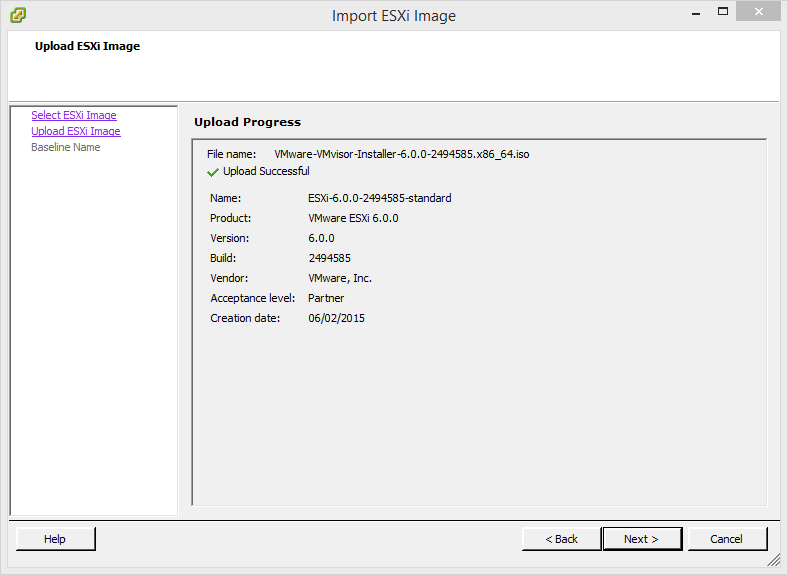 Import ESXi Image
Upload ESXi Image
Select ESXi Image
Upload ESXi Image
Baseline Name
Upload Progress
File name: VMware-VMvisor-Installer-6.0.0-2494585.x86_64.iso
Upload Successful
Name: ESXi-6.0.0-2494585-standard
Product: VMware ESXi 6.0.0
Version: 6.0.0
Build: 2494585
Vendor: VMware, Inc.
Acceptance level: Partner
Creation date: 06/02/2015
Help < Back Next > Cancel